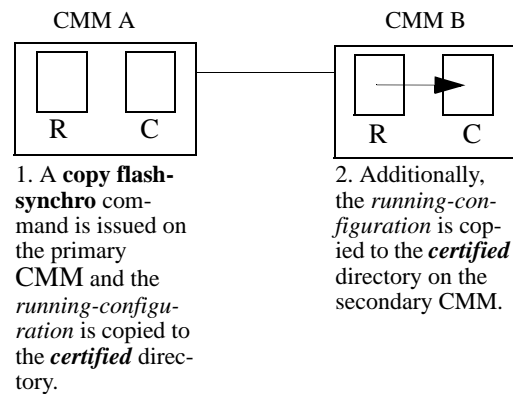 CMM A
CMM B
R
C
R
C
1. A copy flash-
synchro com-
mand is issued on
the primary
CMM and the
running-configu-
ration is copied to
the certified direc-
tory.
2. Additionally,
the running-con-
figuration is cop-
ied to the certified
directory on the
secondary CMM.